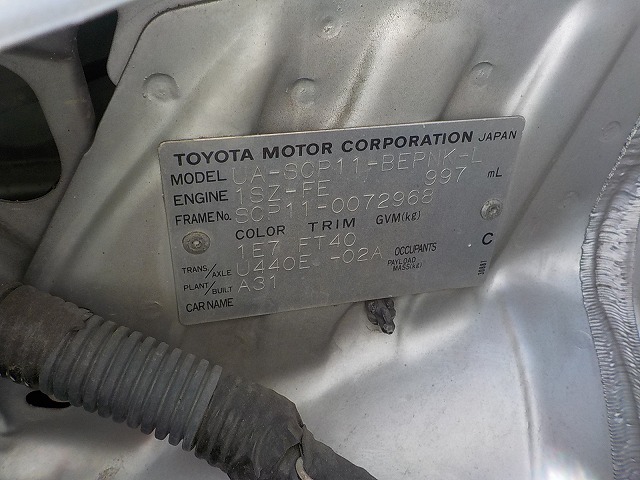 TOYOTA MOTOR CORPORATION JAPAN
MODEL UA-SCP11-BEPNK-L
ENGINE 1SZ-FE 997 mL
FRAME No. SCP11-0072968
COLOR TRIM GVM(kg)
1E7 FT40
TRANS/AXLE U440E -02A OCCUPANTS C
PLANT/BUILT A31 PAYLOAD MASS(kg)
CAR NAME